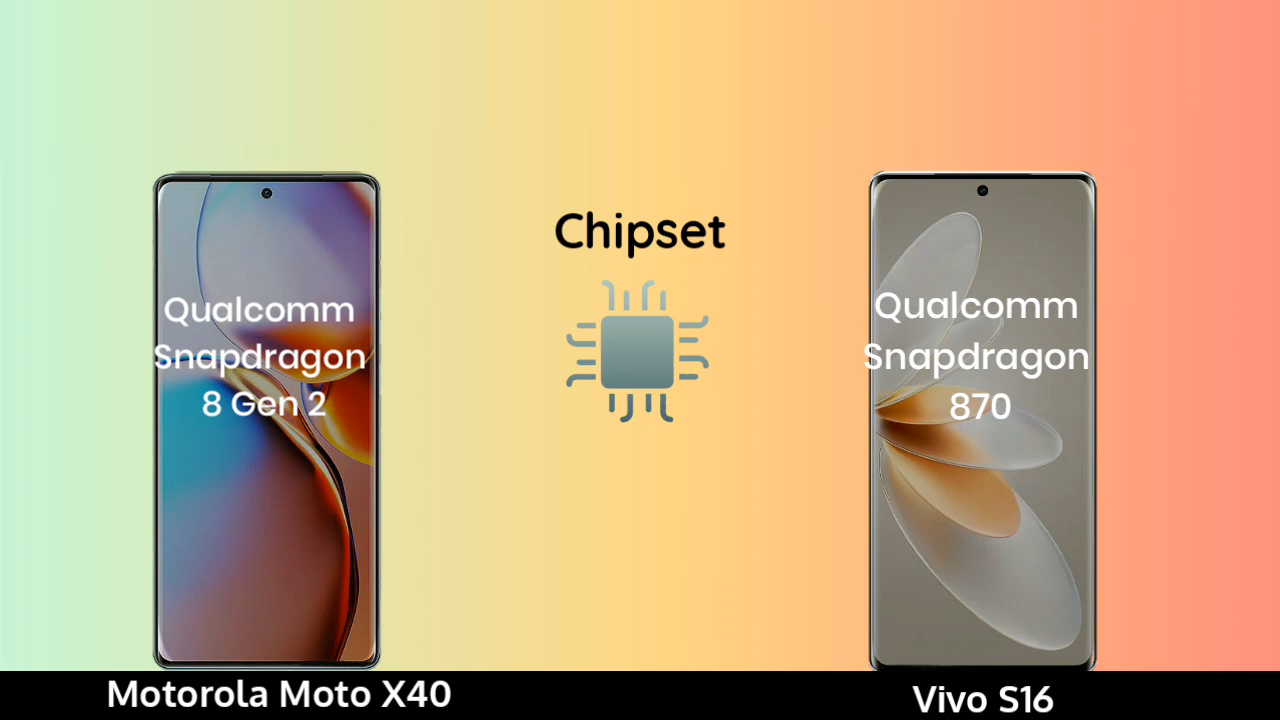 Chipset
Qualcomm
Snapdragon
8 Gen 2
Qualcomm
Snapdragon
870
Motorola Moto X40
Vivo S16